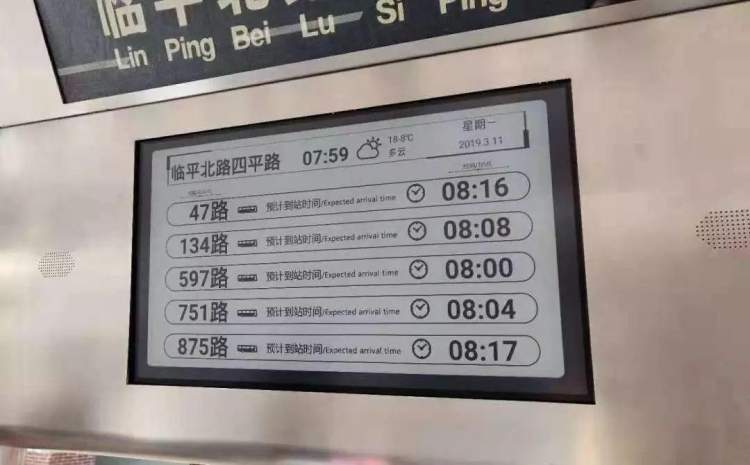 临平北路
Lin Ping Bei Lu Si Ping
临平北路四平路 07:59 18-8℃ 多云 星期一 2019.3.11
47路 预计到站时间/Expected arrival time 08:16
134路 预计到站时间/Expected arrival time 08:08
597路 预计到站时间/Expected arrival time 08:00
751路 预计到站时间/Expected arrival time 08:04
875路 预计到站时间/Expected arrival time 08:17